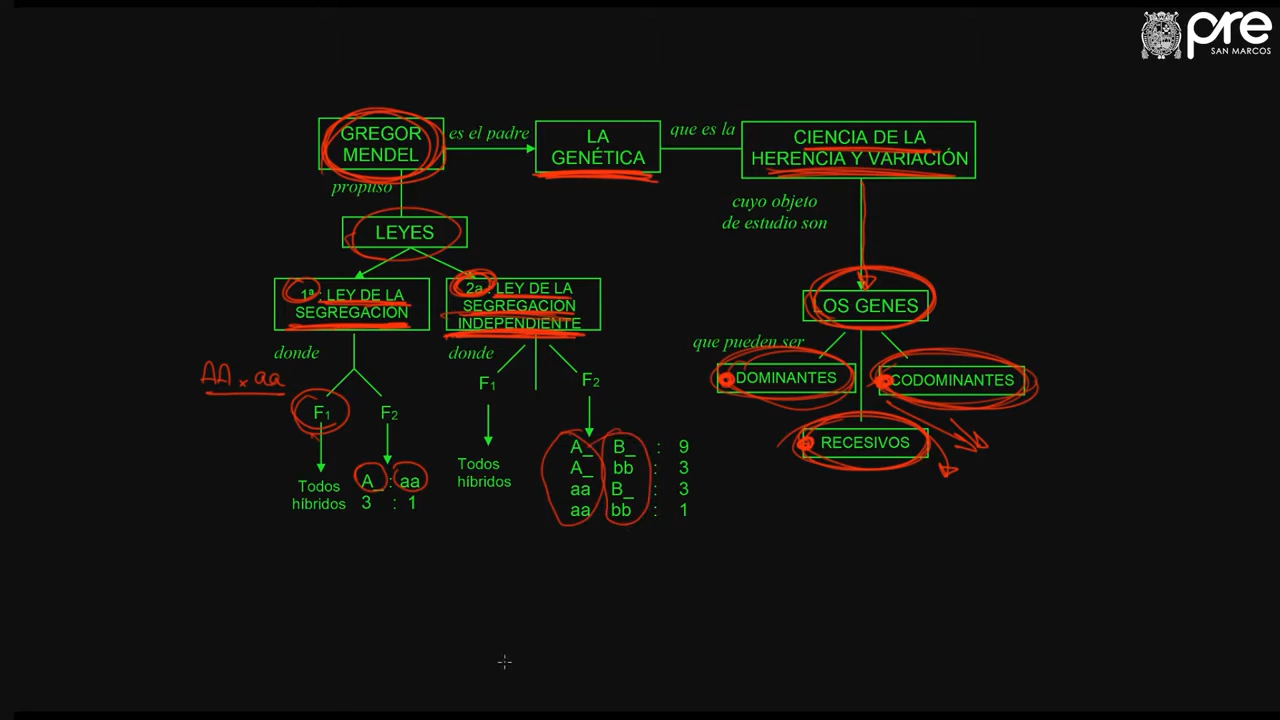 pre
SAN MARCOS
GREGOR
MENDEL
es el padre
LA
GENÉTICA
que es la
CIENCIA DE LA
HERENCIA Y VARIACIÓN
propuso
LEYES
cuyo objeto
de estudio son
1ª: LEY DE LA
SEGREGACION
2a: LEY DE LA
SEGREGACION
INDEPENDIENTE
OS GENES
donde
donde
que pueden ser
AA x aa
F1
F2
F1
F2
DOMINANTES
CODOMINANTES
RECESIVOS
Todos
híbridos
A_ : aa
3 : 1
Todos
híbridos
A_ B_ : 9
A_ bb : 3
aa B_ : 3
aa bb : 1